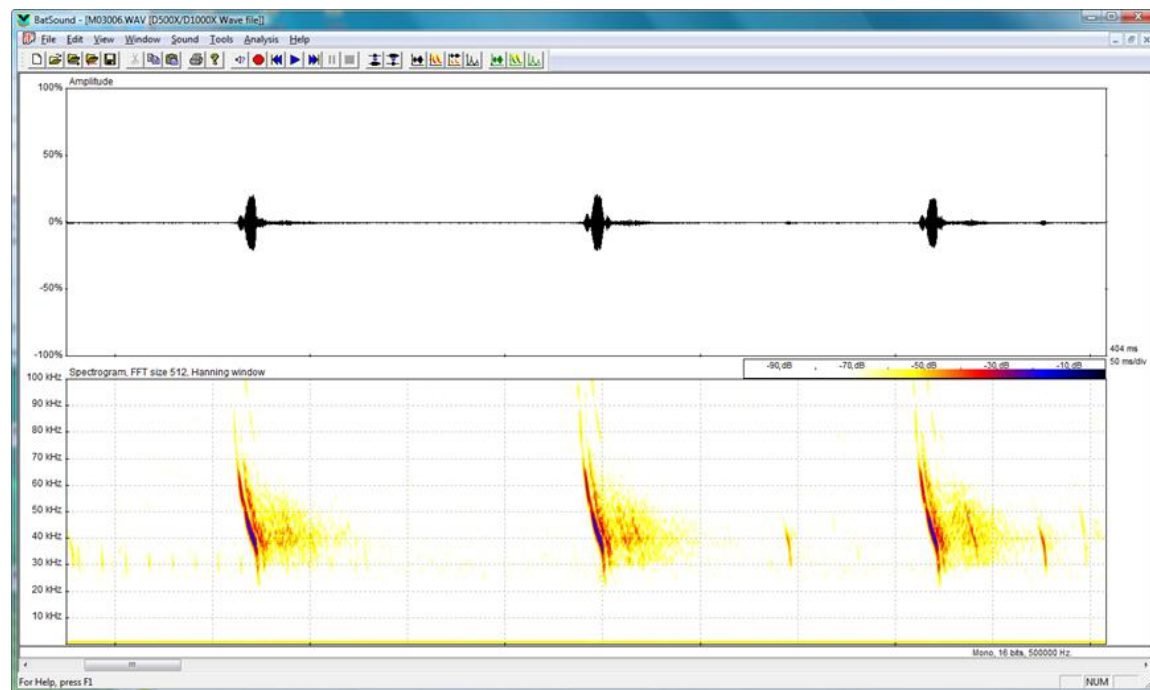 BatSound - [M03006.WAV [D500X/D1000X Wave file]]
File Edit View Window Sound Tools Analysis Help
Amplitude
100%
50%
0%
-50%
-100%
404 ms
50 ms/div
Spectrogram, FFT size 512, Hanning window
-90,dB -70,dB -50,dB -30,dB -10,dB
100 kHz
90 kHz
80 kHz
70 kHz
60 kHz
50 kHz
40 kHz
30 kHz
20 kHz
10 kHz
Mono, 16 bits, 500000 Hz.
For Help, press F1
NUM